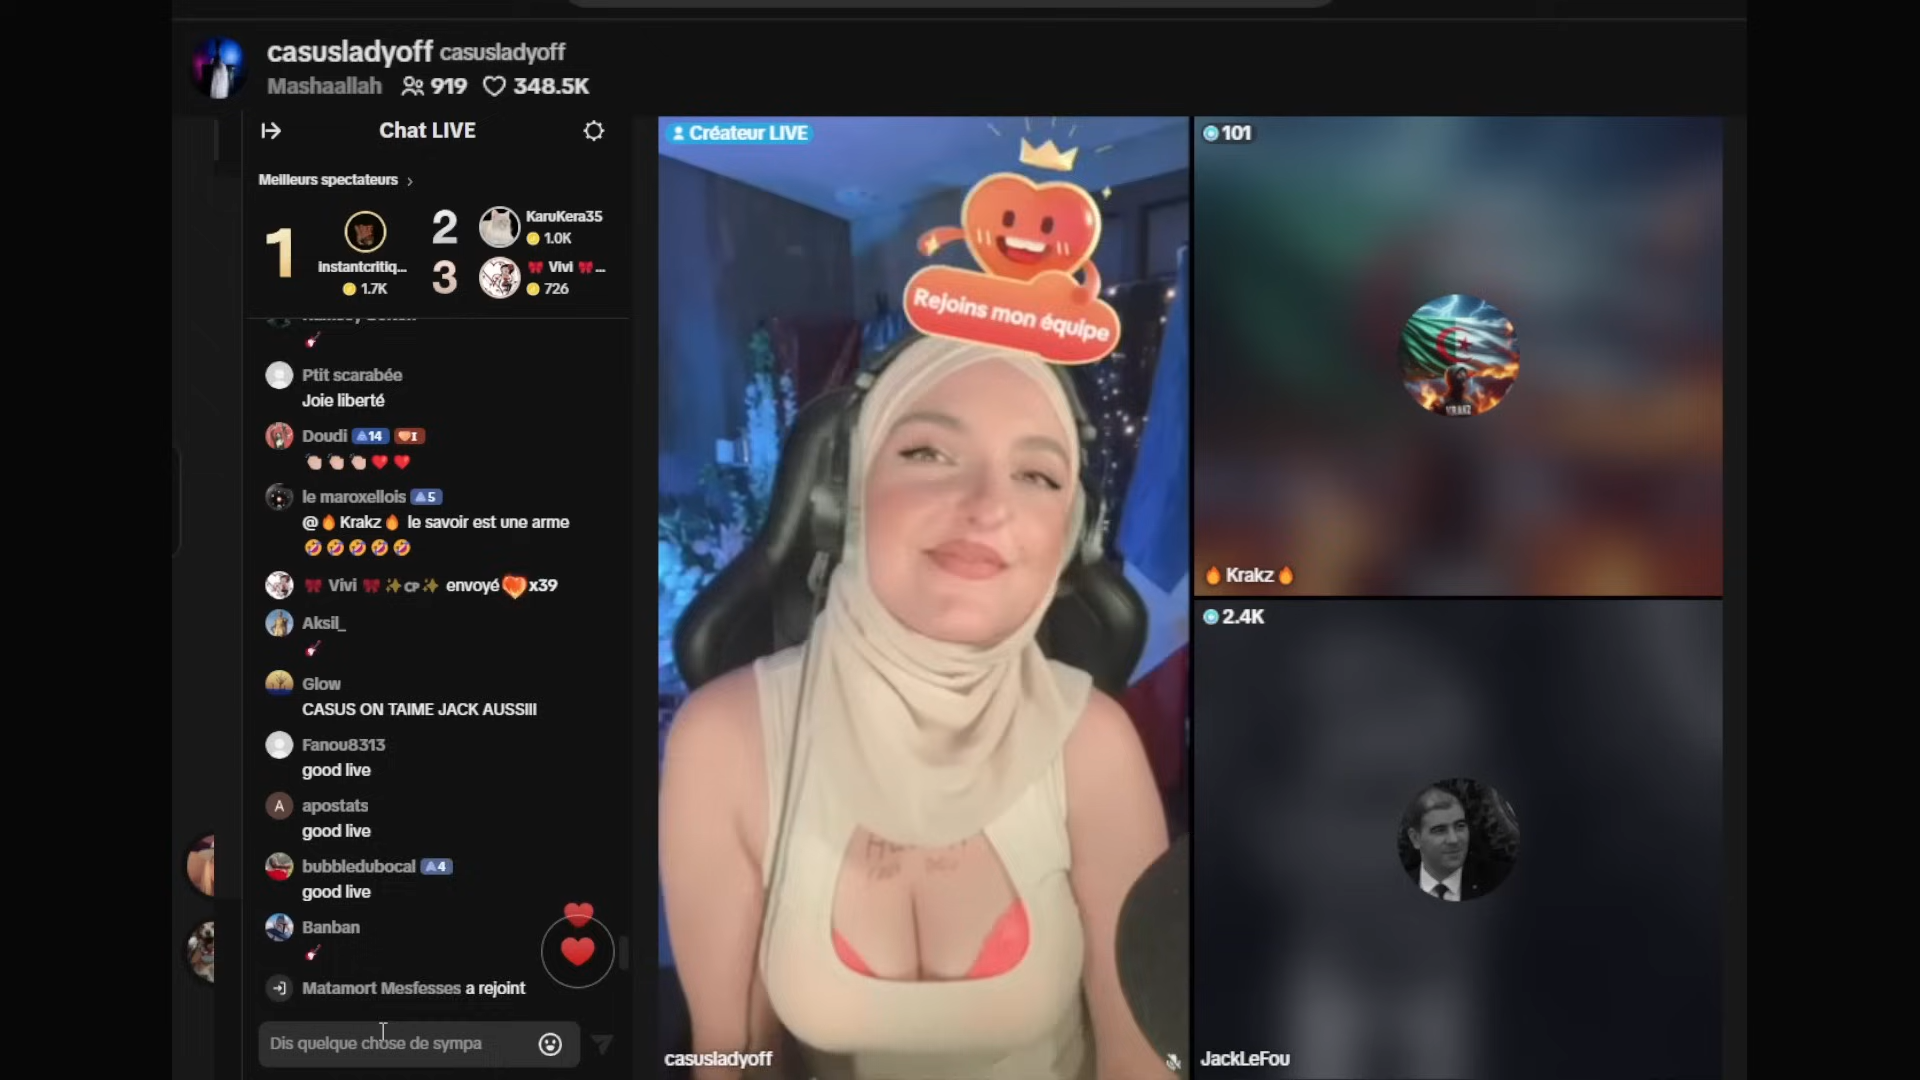 casusladyoff casusladyoff
Mashaallah 919 348.5K
Chat LIVE
Meilleurs spectateurs
1
Instantcritiq...
1.7K
2
KaruKera35
1.0K
3
Vivi ...
726
Ptit scarabée
Joie liberté
Doudi 14 I
le maroxellois 5
@🔥Krakz🔥 le savoir est une arme
🤣🤣🤣🤣🤣
Vivi ✨CP✨ envoyé x39
Aksil_
Glow
CASUS ON TAIME JACK AUSSIII
Fanou8313
good live
A apostats
good live
bubbledubocal 4
good live
Banban
Matamort Mesfesses a rejoint
Dis quelque chose de sympa
Créateur LIVE
Rejoins mon équipe
casusladyoff
101
🔥Krakz🔥
2.4K
JackLeFou